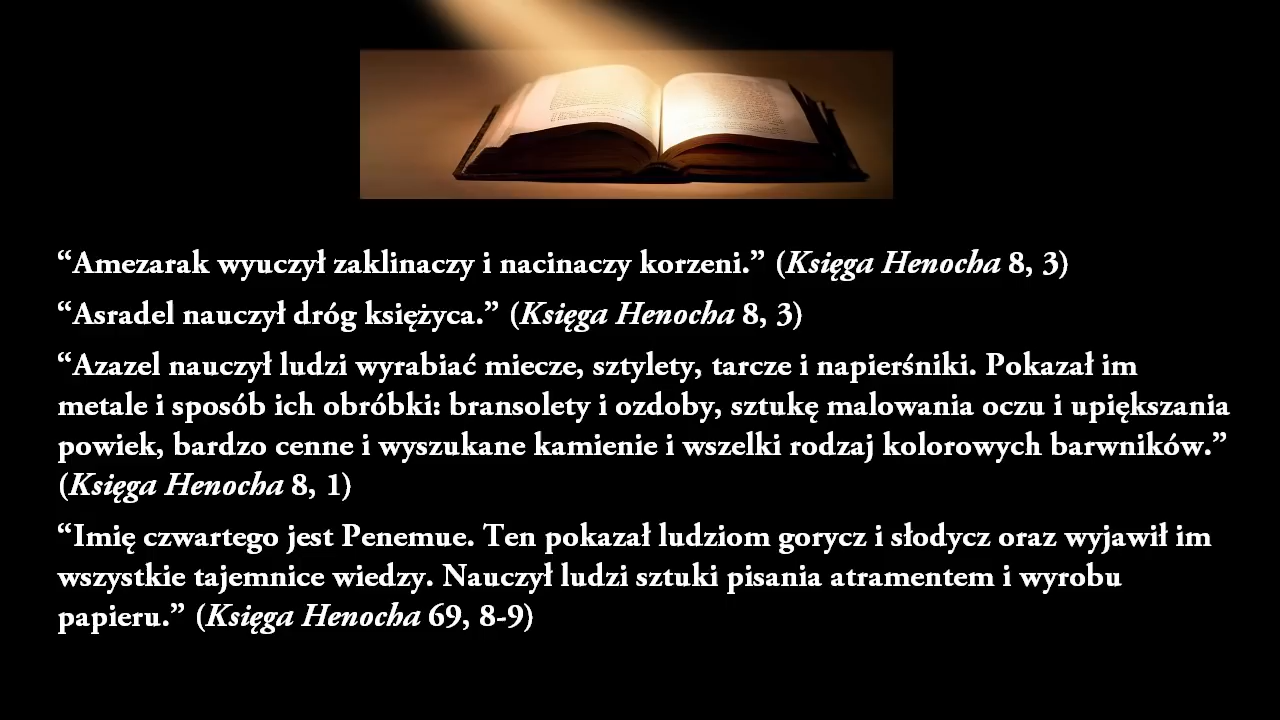 “Amezarak wyuczył zaklinaczy i nacinaczy korzeni.” (Księga Henocha 8, 3)
“Asradel nauczył dróg księżyca.” (Księga Henocha 8, 3)
“Azazel nauczył ludzi wyrabiać miecze, sztylety, tarcze i napierśniki. Pokazał im
metale i sposób ich obróbki: bransolety i ozdoby, sztukę malowania oczu i upiększania
powiek, bardzo cenne i wyszukane kamienie i wszelki rodzaj kolorowych barwników.”
(Księga Henocha 8, 1)
“Imię czwartego jest Penemue. Ten pokazał ludziom gorycz i słodycz oraz wyjawił im
wszystkie tajemnice wiedzy. Nauczył ludzi sztuki pisania atramentem i wyrobu
papieru.” (Księga Henocha 69, 8-9)